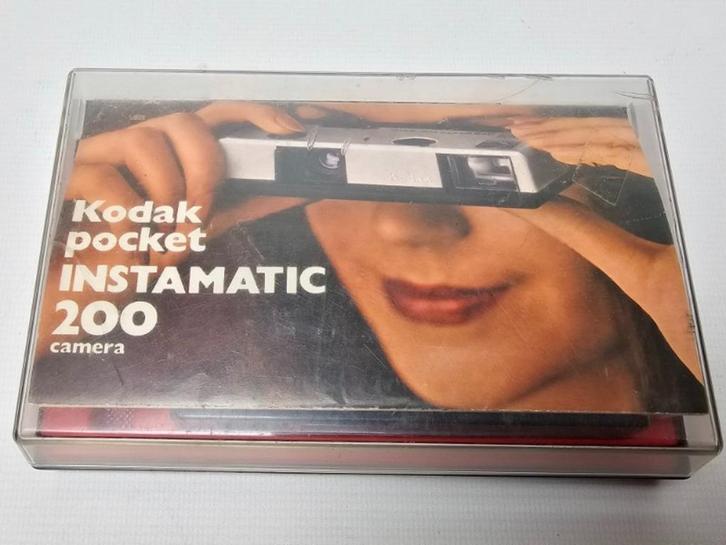 Kodak
pocket
INSTAMATIC
200
camera